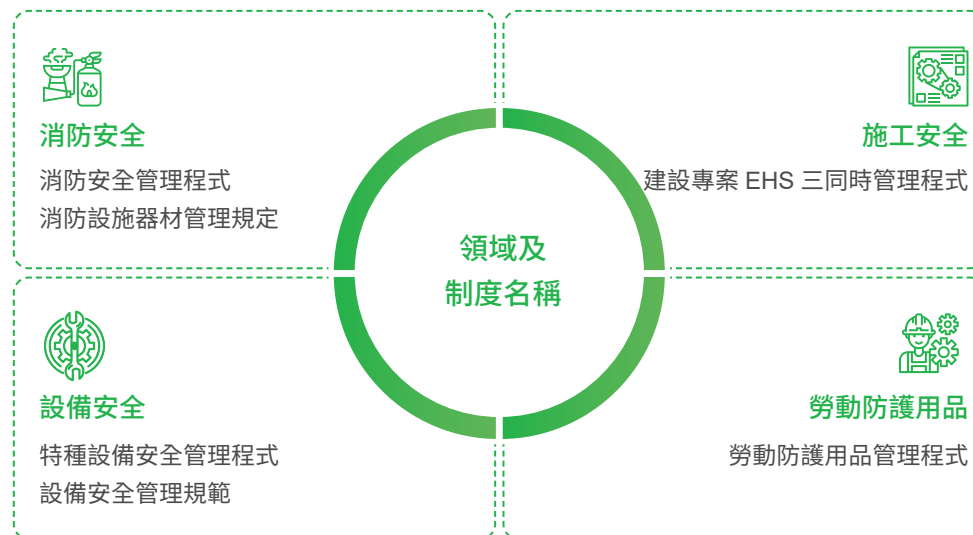 消防安全
消防安全管理程式
消防設施器材管理規定
施工安全
建設專案 EHS 三同時管理程式
領域及
制度名稱
設備安全
特種設備安全管理程式
設備安全管理規範
勞動防護用品
勞動防護用品管理程式